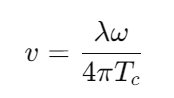 v = λω / 4πT_c